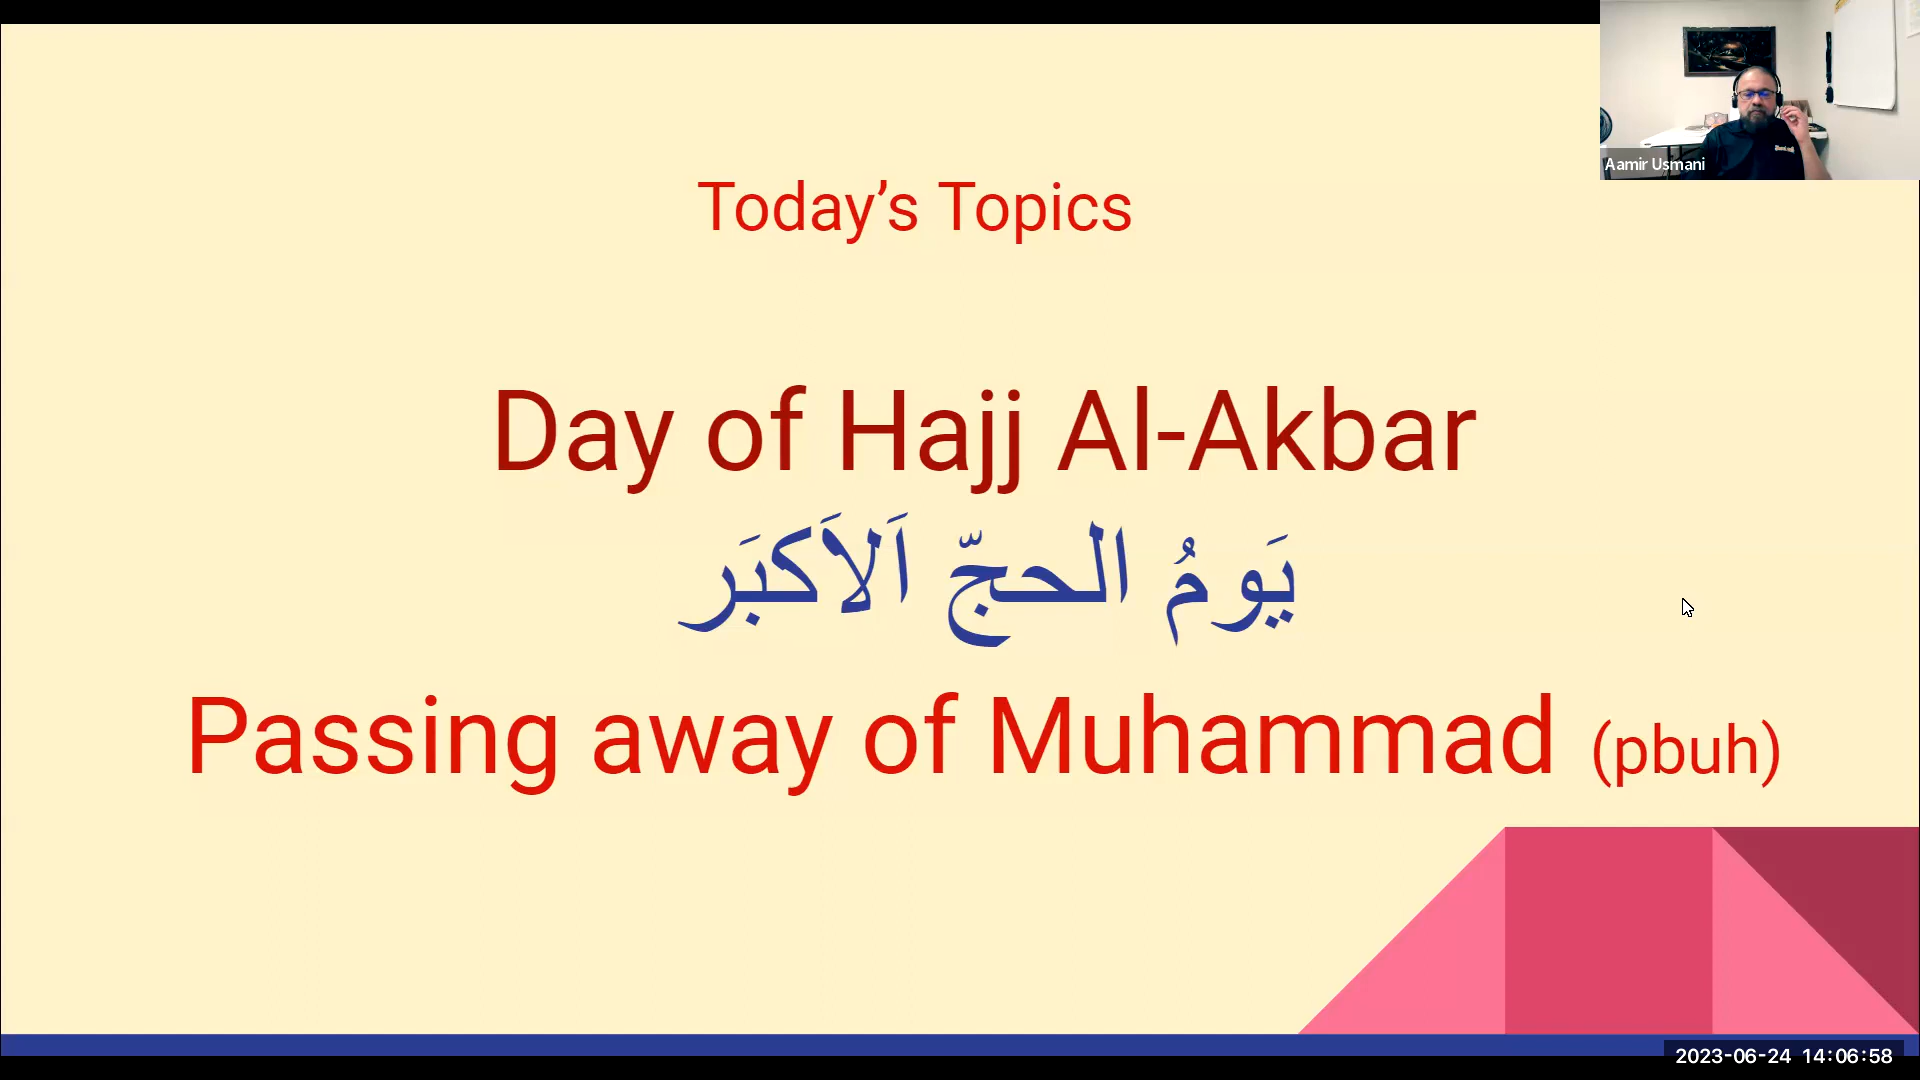 Today’s Topics
Day of Hajj Al-Akbar
يَومُ الحجّ اَلاَكبَر
Passing away of Muhammad (pbuh)
Aamir Usmani
2023-06-24 14:06:58